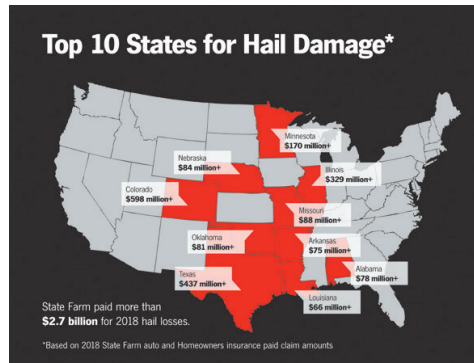 Top 10 States for Hail Damage*
Minnesota
$170 million+
Nebraska
$84 million+
Illinois
$329 million+
Colorado
$598 million+
Missouri
$88 million+
Oklahoma
$81 million+
Arkansas
$75 million+
Texas
$437 million+
Alabama
$78 million+
Louisiana
$66 million+
State Farm paid more than
$2.7 billion for 2018 hail losses.
*Based on 2018 State Farm auto and Homeowners insurance paid claim amounts